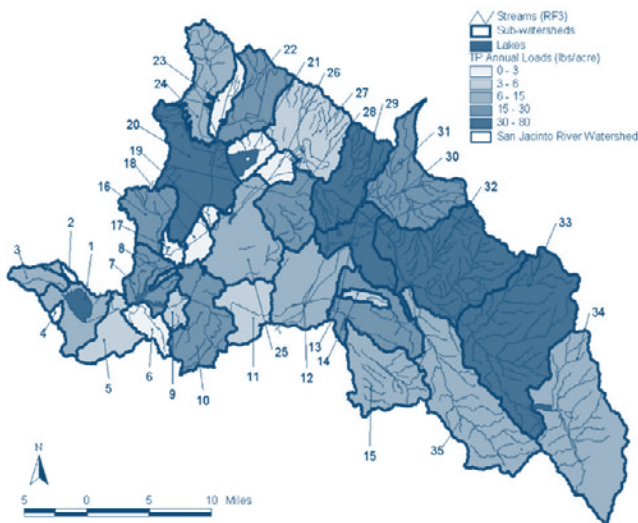 Streams (RF3)
Sub-watersheds
Lakes
TP Annual Loads (lbs/acre)
0 - 3
3 - 6
6 - 15
15 - 30
30 - 80
San Jacinto River Watershed
22
21
26
23
27
24
28
29
20
31
19
30
18
16
32
17
2
1
33
8
3
7
34
4
13
14
5
6
9
10
11
25
12
15
35
N
5 0 5 10 Miles